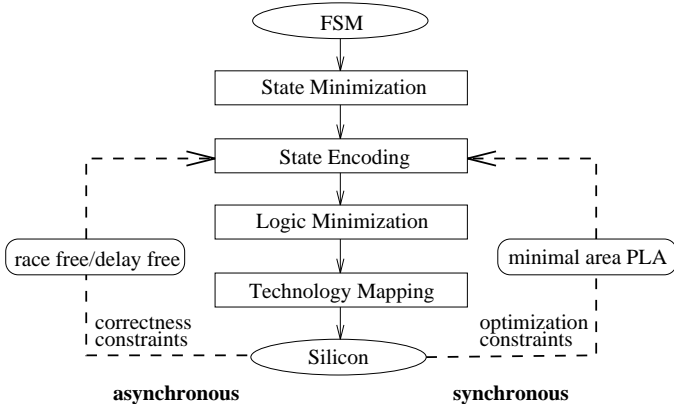 FSM
State Minimization
State Encoding
Logic Minimization
race free/delay free
minimal area PLA
Technology Mapping
correctness
constraints
optimization
constraints
Silicon
asynchronous
synchronous